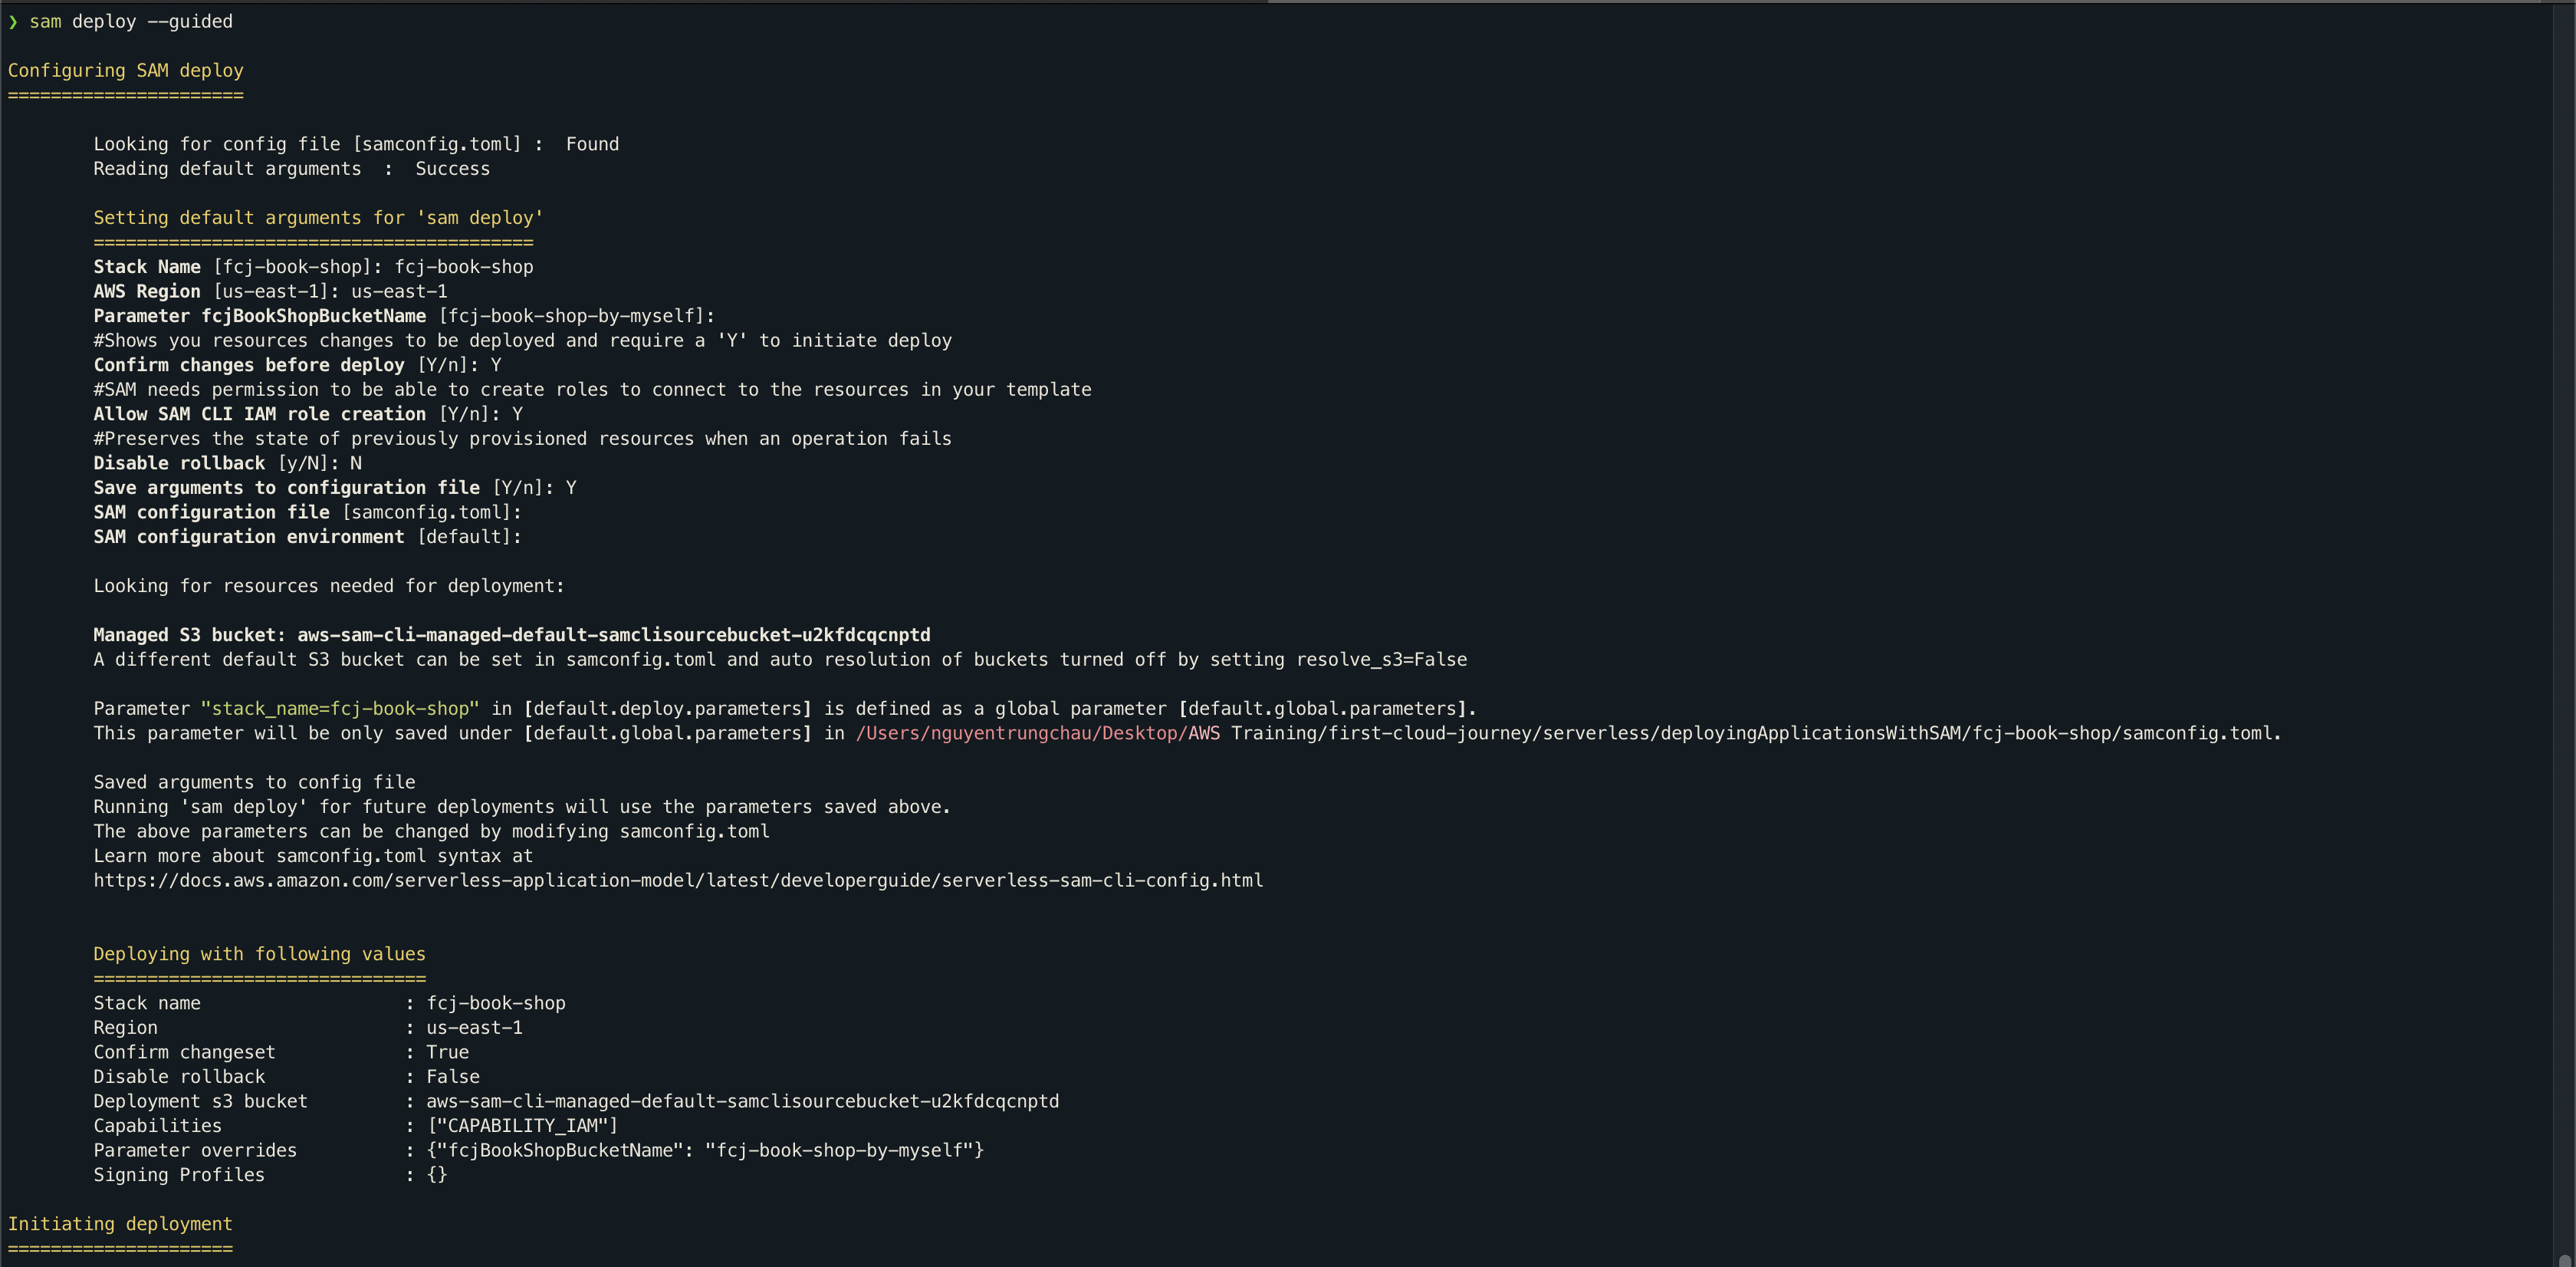 ❯ sam deploy --guided
Configuring SAM deploy
======================
Looking for config file [samconfig.toml] :  Found
Reading default arguments  :  Success
Setting default arguments for 'sam deploy'
=========================================
Stack Name [fcj-book-shop]: fcj-book-shop
AWS Region [us-east-1]: us-east-1
Parameter fcjBookShopBucketName [fcj-book-shop-by-myself]:
#Shows you resources changes to be deployed and require a 'Y' to initiate deploy
Confirm changes before deploy [Y/n]: Y
#SAM needs permission to be able to create roles to connect to the resources in your template
Allow SAM CLI IAM role creation [Y/n]: Y
#Preserves the state of previously provisioned resources when an operation fails
Disable rollback [y/N]: N
Save arguments to configuration file [Y/n]: Y
SAM configuration file [samconfig.toml]:
SAM configuration environment [default]:
Looking for resources needed for deployment:
Managed S3 bucket: aws-sam-cli-managed-default-samclisourcebucket-u2kfdcqcnptd
A different default S3 bucket can be set in samconfig.toml and auto resolution of buckets turned off by setting resolve_s3=False
Parameter "stack_name=fcj-book-shop" in [default.deploy.parameters] is defined as a global parameter [default.global.parameters].
This parameter will be only saved under [default.global.parameters] in /Users/nguyentrungchau/Desktop/AWS Training/first-cloud-journey/serverless/deployingApplicationsWithSAM/fcj-book-shop/samconfig.toml.
Saved arguments to config file
Running 'sam deploy' for future deployments will use the parameters saved above.
The above parameters can be changed by modifying samconfig.toml
Learn more about samconfig.toml syntax at
https://docs.aws.amazon.com/serverless-application-model/latest/developerguide/serverless-sam-cli-config.html
Deploying with following values
===============================
Stack name                   : fcj-book-shop
Region                       : us-east-1
Confirm changeset            : True
Disable rollback             : False
Deployment s3 bucket         : aws-sam-cli-managed-default-samclisourcebucket-u2kfdcqcnptd
Capabilities                 : ["CAPABILITY_IAM"]
Parameter overrides          : {"fcjBookShopBucketName": "fcj-book-shop-by-myself"}
Signing Profiles             : {}
Initiating deployment
=====================